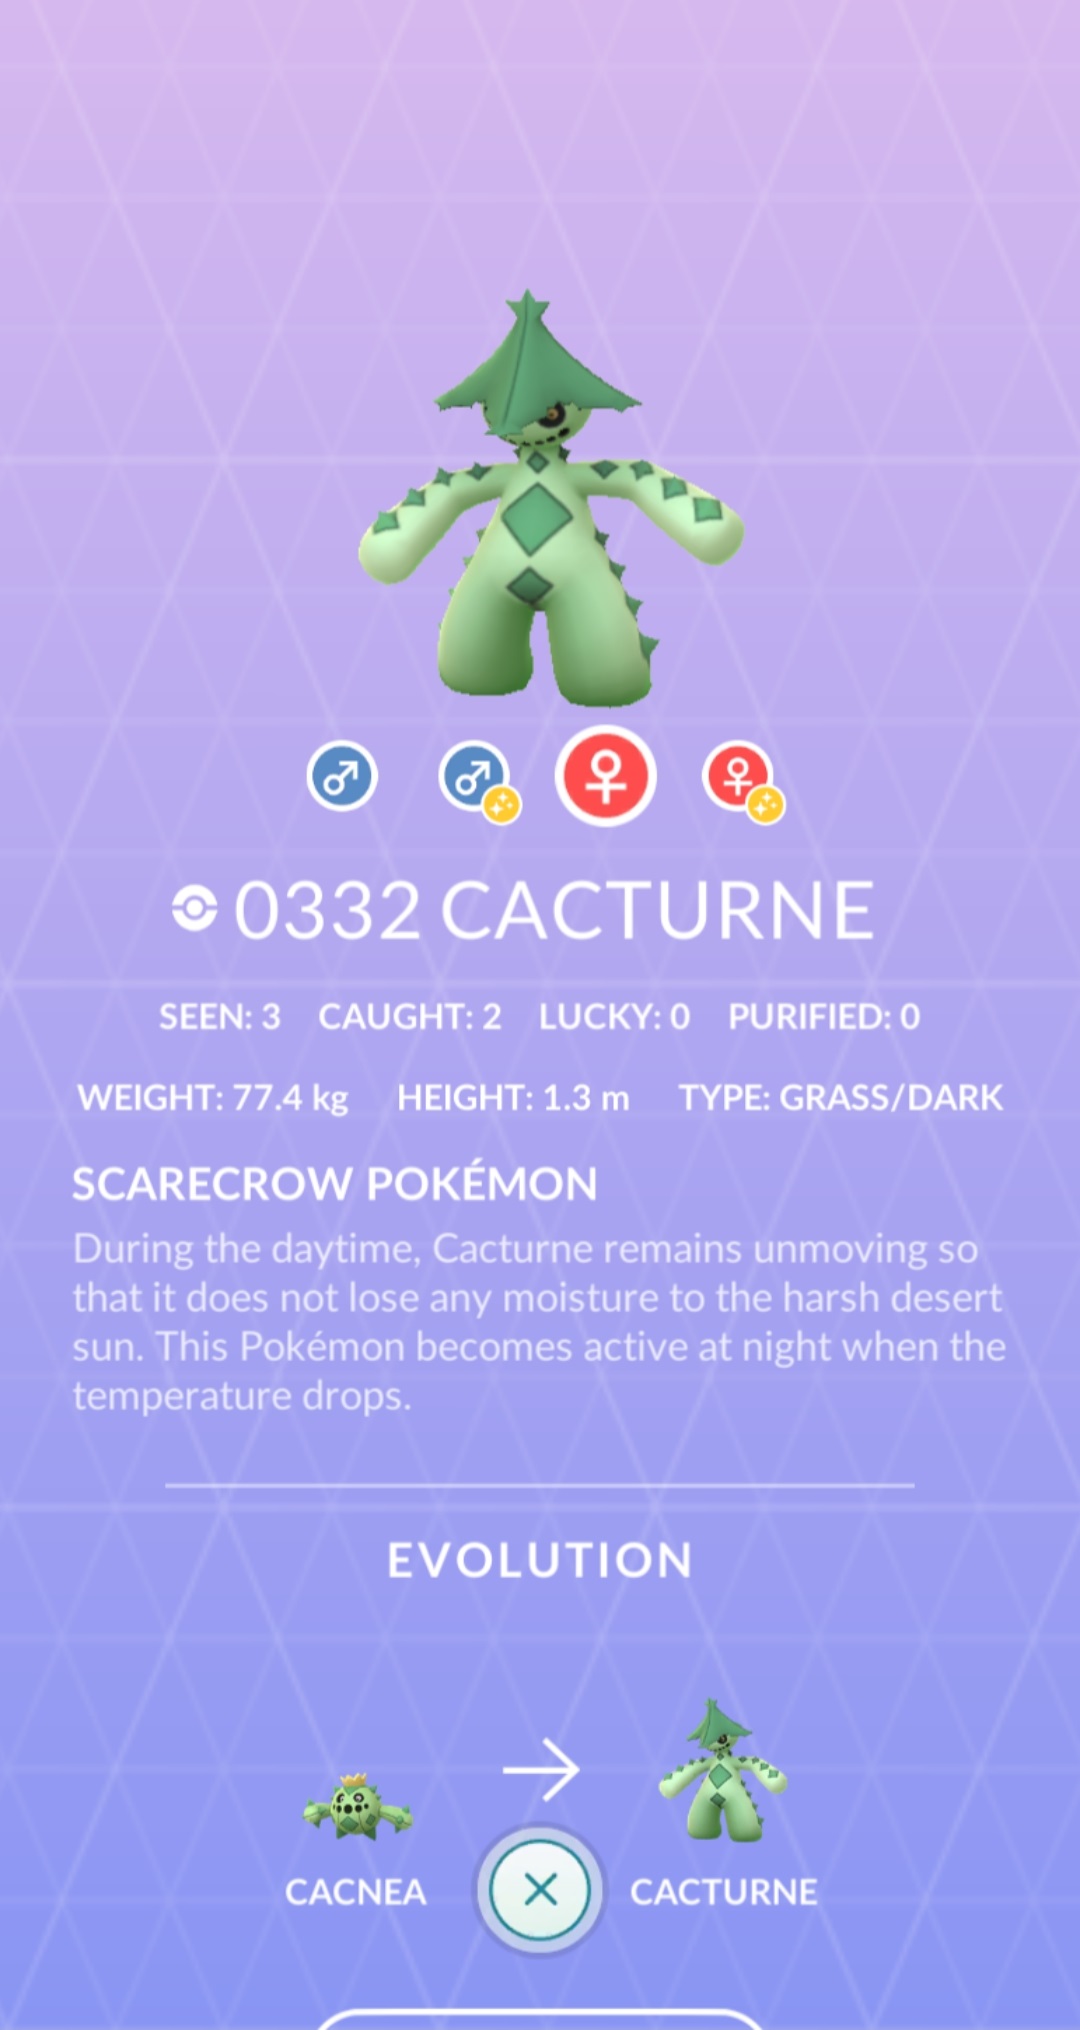 0332 CACTURNE
SEEN: 3 CAUGHT: 2 LUCKY: 0 PURIFIED: 0
WEIGHT: 77.4 kg HEIGHT: 1.3 m TYPE: GRASS/DARK
SCARECROW POKÉMON
During the daytime, Cacturne remains unmoving so
that it does not lose any moisture to the harsh desert
sun. This Pokémon becomes active at night when the
temperature drops.
EVOLUTION
CACNEA CACTURNE